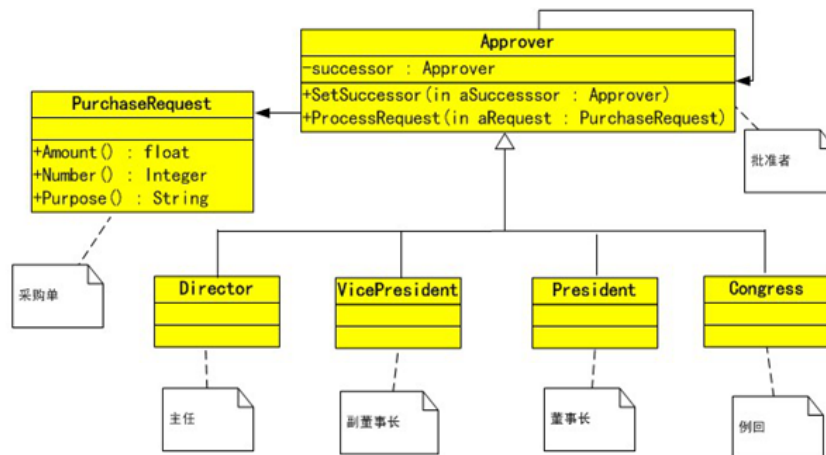 Approver
-successor : Approver
+SetSuccessor(in aSuccesssor : Approver)
+ProcessRequest(in aRequest : PurchaseRequest)
PurchaseRequest
+Amount() : float
+Number() : Integer
+Purpose() : String
批准者
采购单
Director
VicePresident
President
Congress
主任
副董事长
董事长
例回